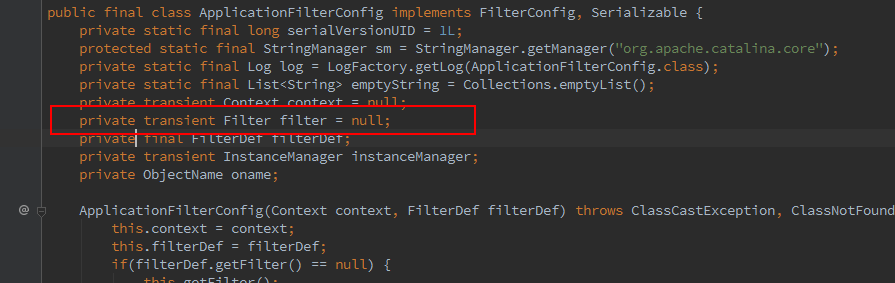 public final class ApplicationFilterConfig implements FilterConfig, Serializable {
private static final long serialVersionUID = 1L;
protected static final StringManager sm = StringManager.getManager("org.apache.catalina.core");
private static final Log log = LogFactory.getLog(ApplicationFilterConfig.class);
private static final List<String> emptyString = Collections.emptyList();
private transient Context context = null;
private transient Filter filter = null;
private final FilterDef filterDef;
private transient InstanceManager instanceManager;
private ObjectName oname;
@ ApplicationFilterConfig(Context context, FilterDef filterDef) throws ClassCastException, ClassNotFound
this.context = context;
this.filterDef = filterDef;
if(filterDef.getFilter() == null) {
this.getFilter();